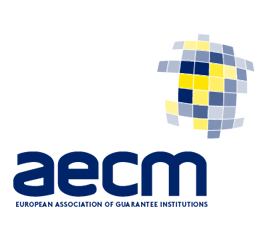 aecm
EUROPEAN ASSOCIATION OF GUARANTEE INSTITUTIONS